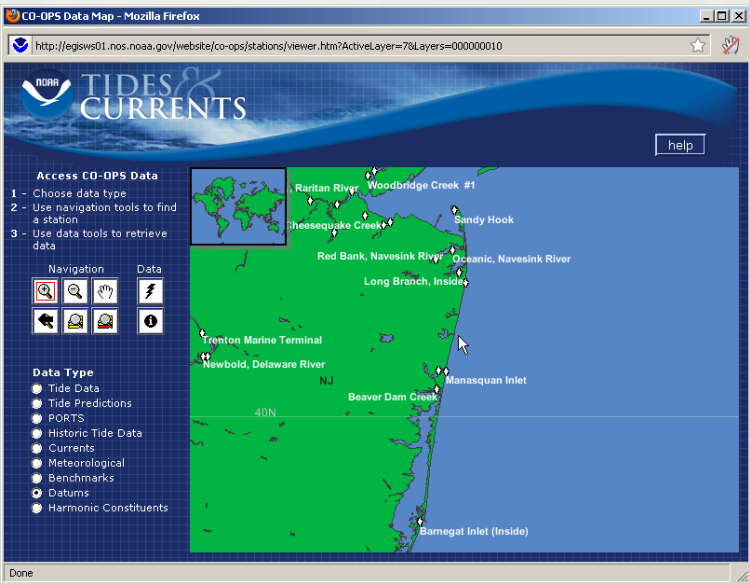 CO-OPS Data Map - Mozilla Firefox
http://egisws01.nos.noaa.gov/website/co-ops/stations/viewer.htm?ActiveLayer=7&Layers=000000010
NOAA
TIDES &
CURRENTS
help
Access CO-OPS Data
1 - Choose data type
2 - Use navigation tools to find
a station
3 - Use data tools to retrieve
data
Navigation Data
Data Type
Tide Data
Tide Predictions
PORTS
Historic Tide Data
Currents
Meteorological
Benchmarks
Datums
Harmonic Constituents
Raritan River
Woodbridge Creek #1
Cheesequake Creek
Sandy Hook
Red Bank, Navesink River
Oceanic, Navesink River
Long Branch, Inside
Trenton Marine Terminal
Newbold, Delaware River
NJ
Manasquan Inlet
Beaver Dam Creek
40N
Barnegat Inlet (Inside)
Done